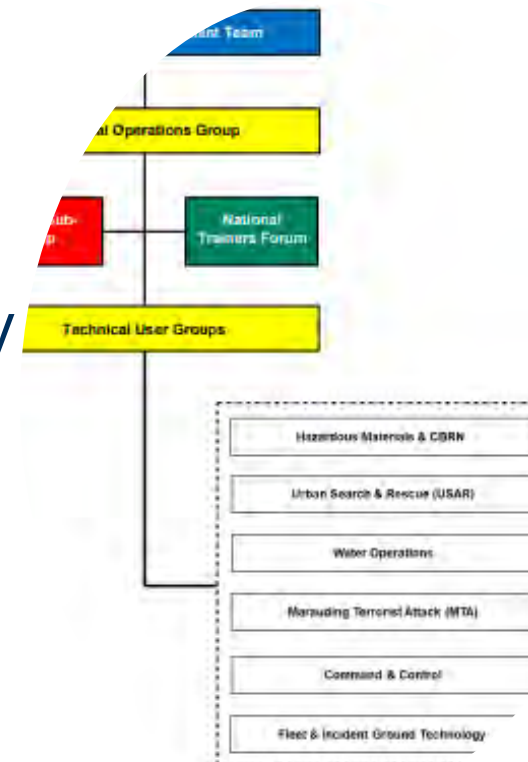 Team
Operations Group
National
Trainers Forum
y
Technical User Groups
Hazardous Materials & CBRN
Urban Search & Rescue (USAR)
Water Operations
Marauding Terrorist Attack (MTA)
Command & Control
Fleet & Incident Ground Technology